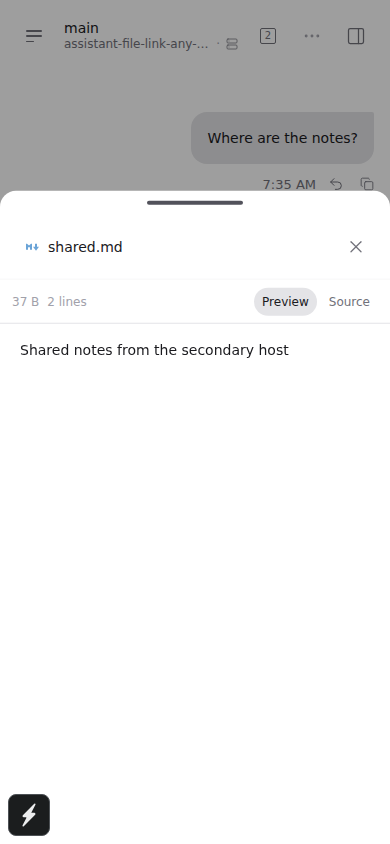 main
assistant-file-link-any-... ·
2
Where are the notes?
7:35 AM
shared.md
37 B 2 lines
Preview
Source
Shared notes from the secondary host